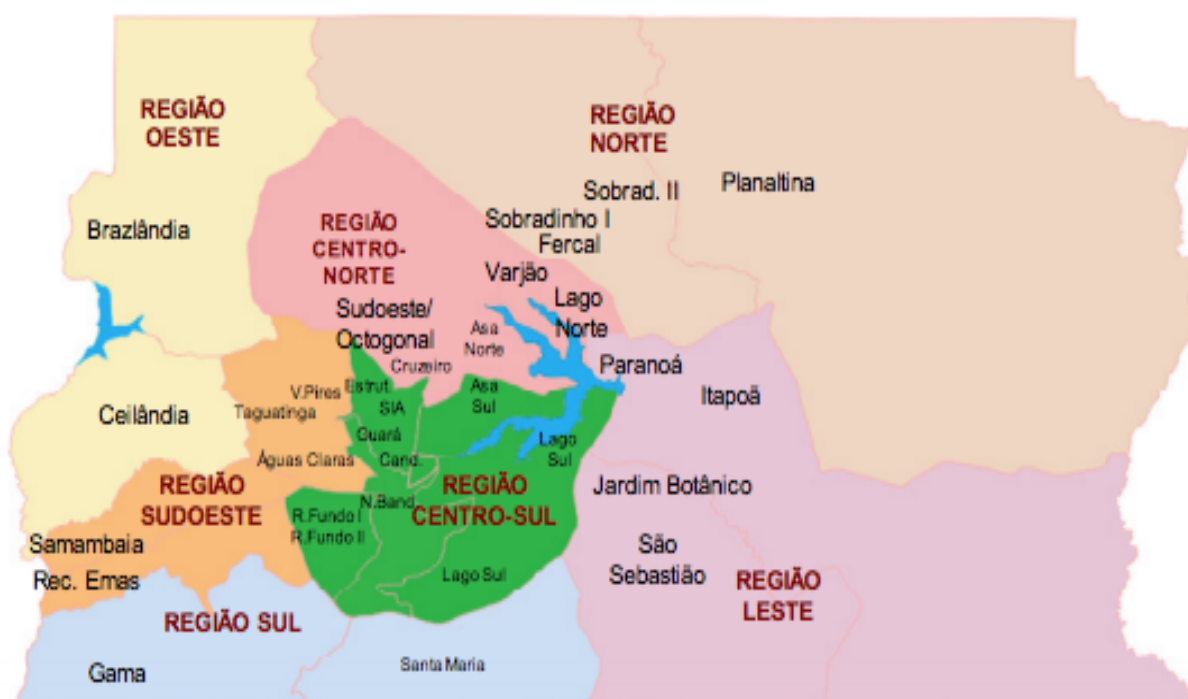 REGIÃO
OESTE
REGIÃO
NORTE
Sobrad. II
Planaltina
Brazlândia
REGIÃO
CENTRO-
NORTE
Sobradinho I
Fercal
Varjão
Lago
Norte
Sudoeste/
Octogonal
Asa
Norte
Cruzeiro
Paranoá
Itapoã
Ceilândia
V.Pires
Taguatinga
Estrut.
SIA
Asa
Sul
Guará
Lago
Sul
Águas Claras
Cand.
REGIÃO
SUDOESTE
REGIÃO
CENTRO-SUL
Jardim Botânico
N.Band.
R.Fundo I
R.Fundo II
Samambaia
Rec. Emas
São
Sebastião
Lago Sul
REGIÃO
LESTE
REGIÃO SUL
Gama
Santa Maria